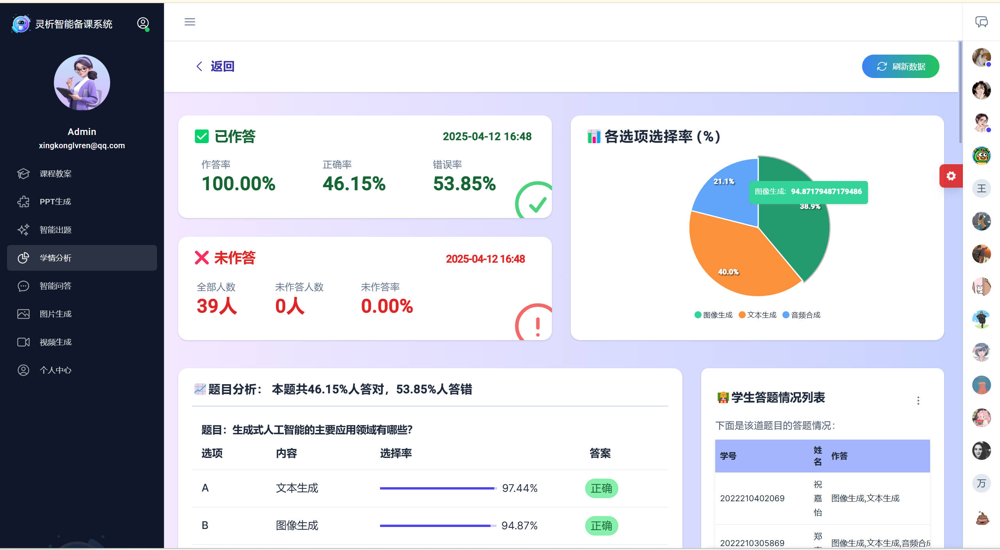 灵析智能备课系统
Admin
xingkonglvren@qq.com
课程教案
PPT生成
智能出题
学情分析
智能问答
图片生成
视频生成
个人中心
返回
刷新数据
已作答
2025-04-12 16:48
作答率
正确率
错误率
100.00%
46.15%
53.85%
未作答
2025-04-12 16:48
全部人数
未作答人数
未作答率
39人
0人
0.00%
各选项选择率 (%)
21.1%
图像生成: 94.87179487179486
38.9%
40.0%
图像生成
文本生成
音频合成
题目分析： 本题共46.15%人答对，53.85%人答错
题目：生成式人工智能的主要应用领域有哪些？
选项 内容 选择率 答案
A 文本生成 97.44% 正确
B 图像生成 94.87% 正确
学生答题情况列表
下面是该道题目的答题情况：
学号 姓名 作答
2022210402069 祝嘉怡 图像生成,文本生成
2022210305869 郑 图像生成,文本生成,音频合成
王
万